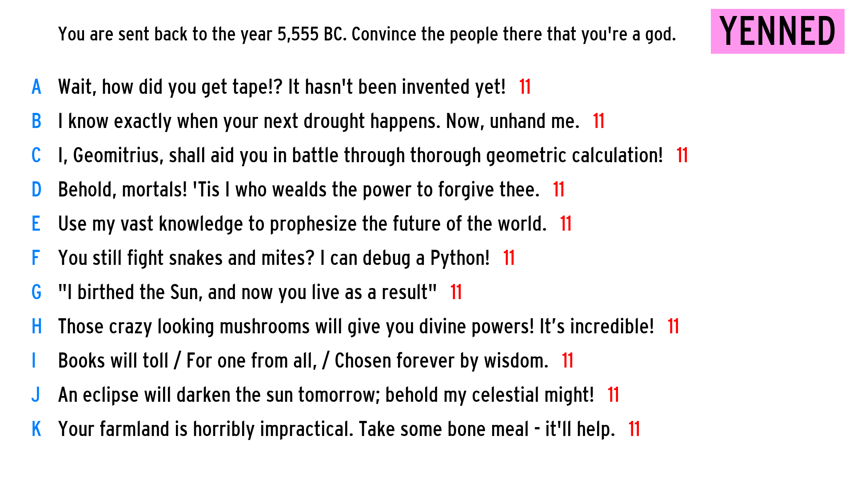 You are sent back to the year 5,555 BC. Convince the people there that you're a god.
YENNED
A Wait, how did you get tape!? It hasn't been invented yet! 11
B I know exactly when your next drought happens. Now, unhand me. 11
C I, Geomitrius, shall aid you in battle through thorough geometric calculation! 11
D Behold, mortals! 'Tis I who wealds the power to forgive thee. 11
E Use my vast knowledge to prophesize the future of the world. 11
F You still fight snakes and mites? I can debug a Python! 11
G "I birthed the Sun, and now you live as a result" 11
H Those crazy looking mushrooms will give you divine powers! It’s incredible! 11
I Books will toll / For one from all, / Chosen forever by wisdom. 11
J An eclipse will darken the sun tomorrow; behold my celestial might! 11
K Your farmland is horribly impractical. Take some bone meal - it'll help. 11